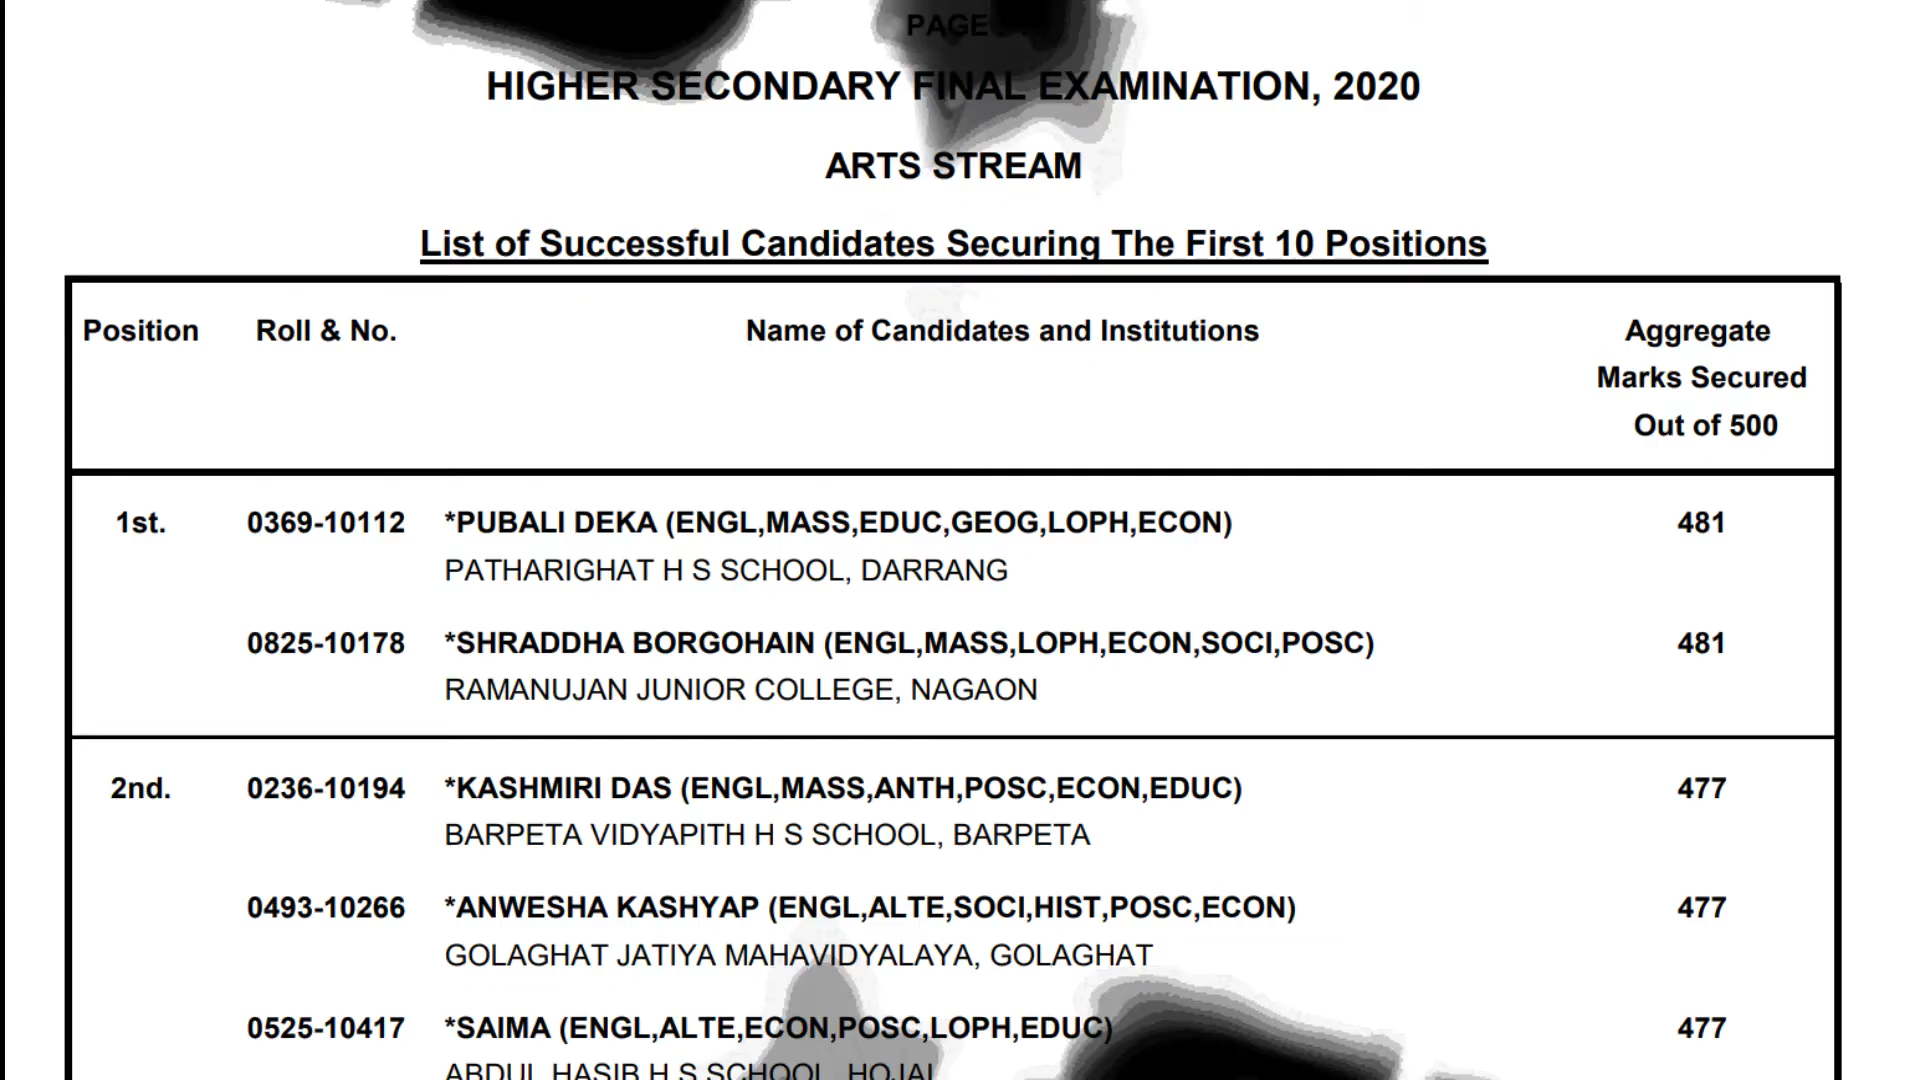 PAGE
HIGHER SECONDARY FINAL EXAMINATION, 2020
ARTS STREAM
List of Successful Candidates Securing The First 10 Positions
Position Roll & No. Name of Candidates and Institutions Aggregate
Marks Secured
Out of 500
1st. 0369-10112 *PUBALI DEKA (ENGL,MASS,EDUC,GEOG,LOPH,ECON) 481
PATHARIGHAT H S SCHOOL, DARRANG
0825-10178 *SHRADDHA BORGOHAIN (ENGL,MASS,LOPH,ECON,SOCI,POSC) 481
RAMANUJAN JUNIOR COLLEGE, NAGAON
2nd. 0236-10194 *KASHMIRI DAS (ENGL,MASS,ANTH,POSC,ECON,EDUC) 477
BARPETA VIDYAPITH H S SCHOOL, BARPETA
0493-10266 *ANWESHA KASHYAP (ENGL,ALTE,SOCI,HIST,POSC,ECON) 477
GOLAGHAT JATIYA MAHAVIDYALAYA, GOLAGHAT
0525-10417 *SAIMA (ENGL,ALTE,ECON,POSC,LOPH,EDUC) 477
ABDUL HASIB H S SCHOOL, HOJAI